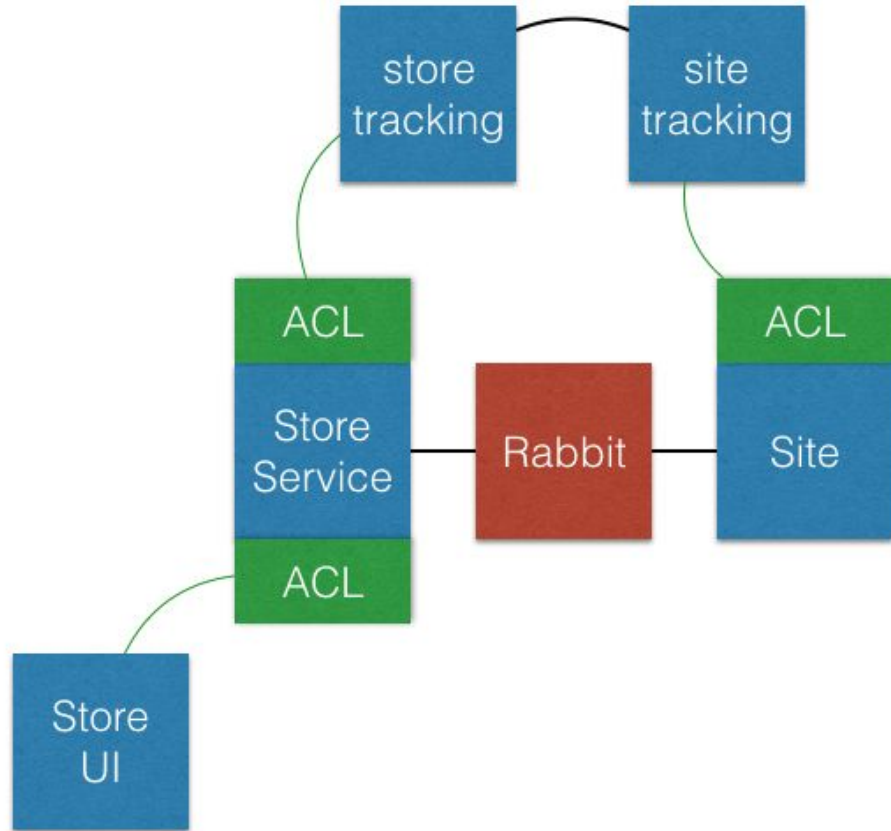 store
tracking
site
tracking
ACL
ACL
Store
Service
Rabbit
Site
ACL
Store
UI